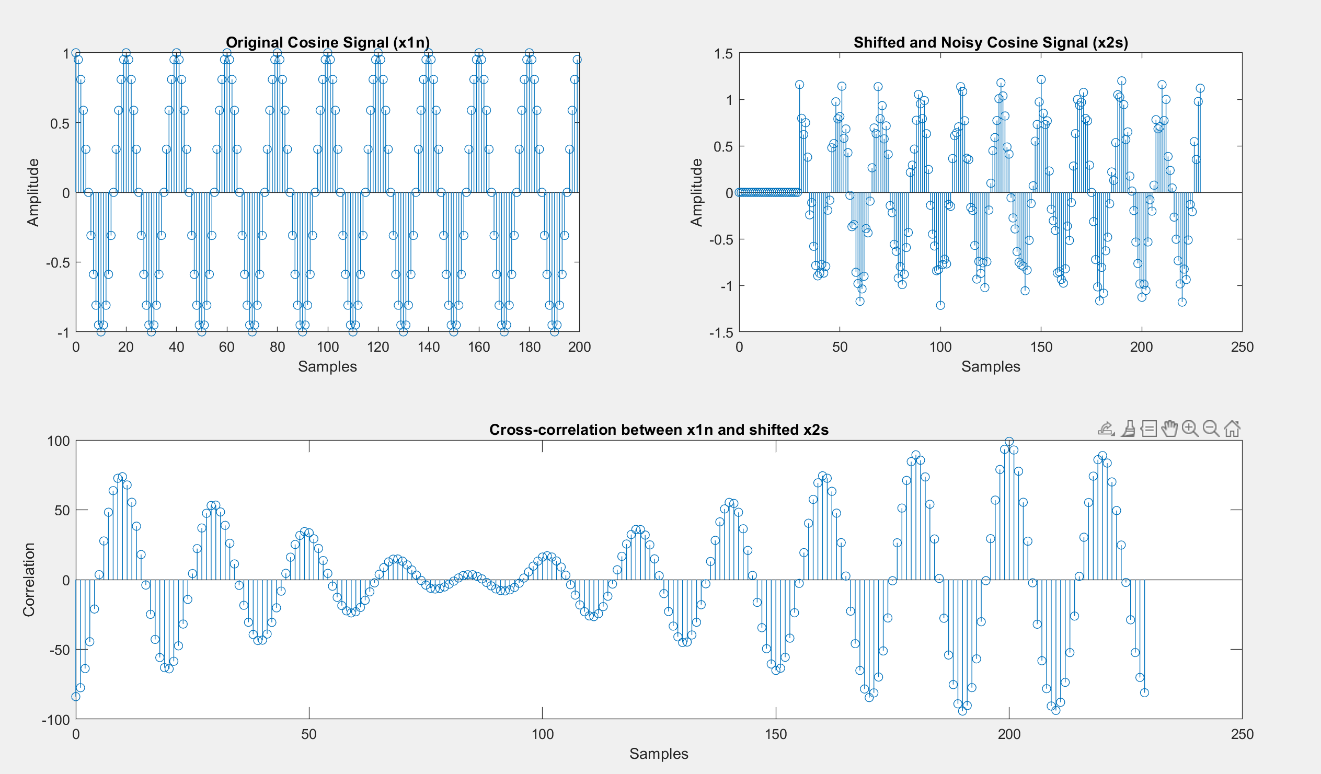 Original Cosine Signal (x1n)
1
0.5
0
-0.5
-1
Amplitude
0 20 40 60 80 100 120 140 160 180 200
Samples
Shifted and Noisy Cosine Signal (x2s)
1.5
1
0.5
0
-0.5
-1
-1.5
Amplitude
0 50 100 150 200 250
Samples
Cross-correlation between x1n and shifted x2s
100
50
0
-50
-100
Correlation
0 50 100 150 200 250
Samples